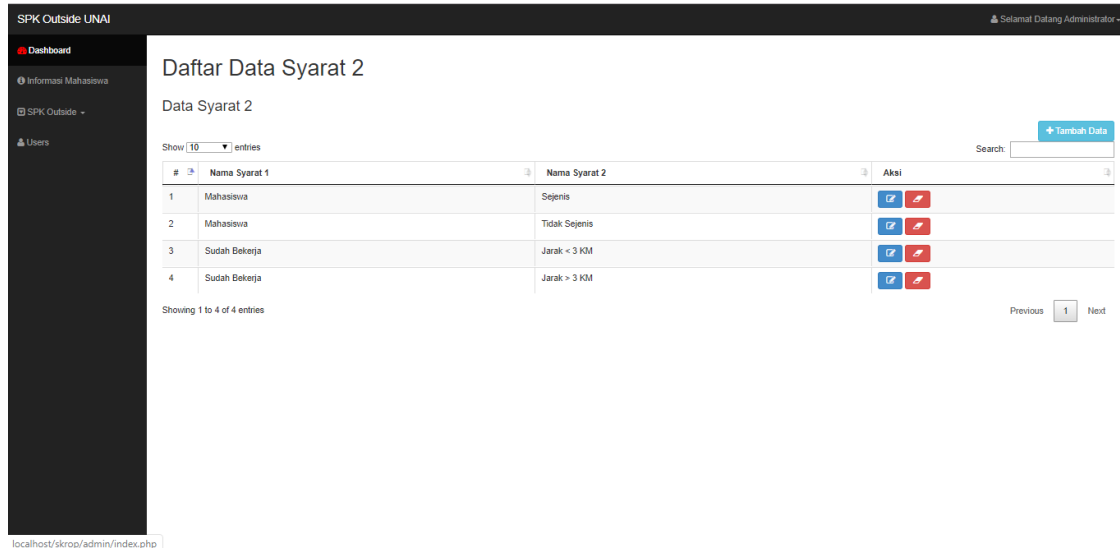 SPK Outside UNAI
Selamat Datang Administrator
Dashboard
Informasi Mahasiswa
SPK Outside
Users
Daftar Data Syarat 2
Data Syarat 2
+ Tambah Data
Show 10 entries
Search:
# Nama Syarat 1 Nama Syarat 2 Aksi
1 Mahasiswa Sejenis
2 Mahasiswa Tidak Sejenis
3 Sudah Bekerja Jarak < 3 KM
4 Sudah Bekerja Jarak > 3 KM
Showing 1 to 4 of 4 entries
Previous 1 Next
localhost/skrop/admin/index.php